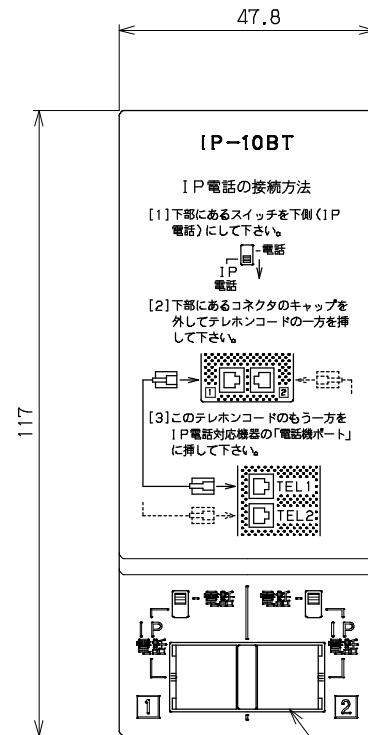 47.8
117
IP-10BT
IP電話の接続方法
[1]下部にあるスイッチを下側(IP
電話)にして下さい。
-電話
IP
電話
[2]下部にあるコネクタのキャップを
外してテレホンコードの一方を挿
して下さい。
1 2
[3]このテレホンコードのもう一方を
IP電話対応機器の「電話機ポート」
に挿して下さい。
TEL1
TEL2
-電話 電話-
IP IP
電話 電話
1 2